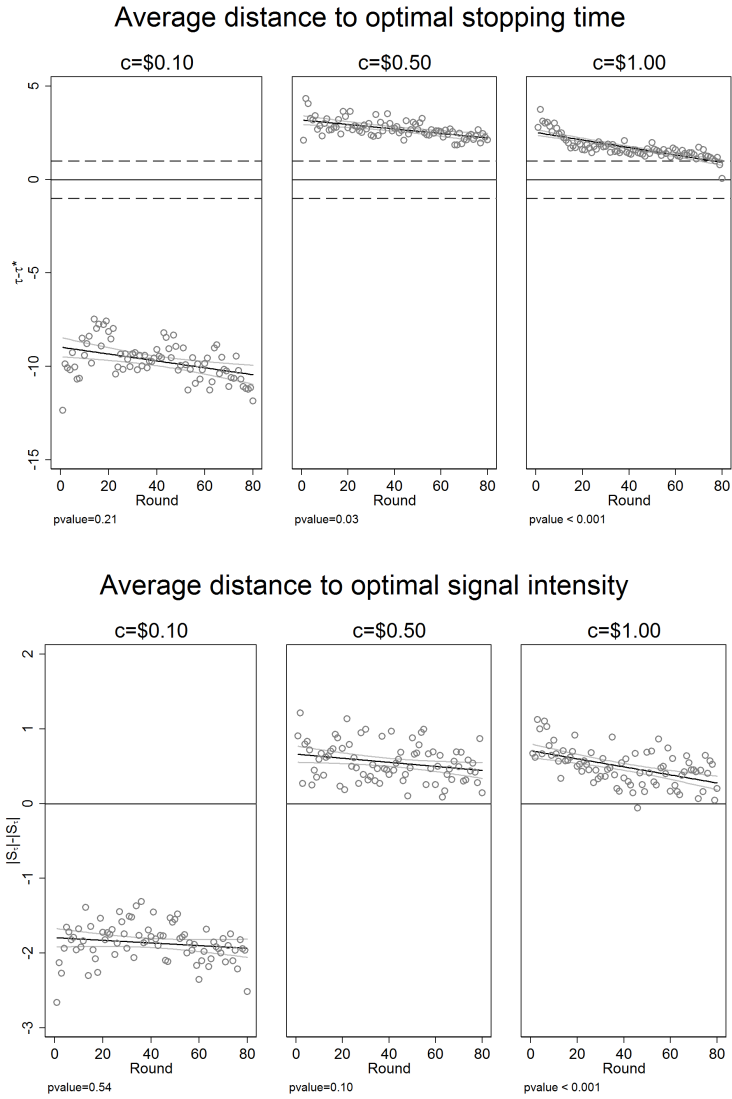 Average distance to optimal stopping time
c=$0.10 c=$0.50 c=$1.00
5
0
-5
-10
-15
τ-τ*
0 20 40 60 80 0 20 40 60 80 0 20 40 60 80
Round Round Round
pvalue=0.21 pvalue=0.03 pvalue < 0.001
Average distance to optimal signal intensity
c=$0.10 c=$0.50 c=$1.00
2
1
0
-1
-2
-3
|Sτ|-|Sτ|
0 20 40 60 80 0 20 40 60 80 0 20 40 60 80
Round Round Round
pvalue=0.54 pvalue=0.10 pvalue < 0.001